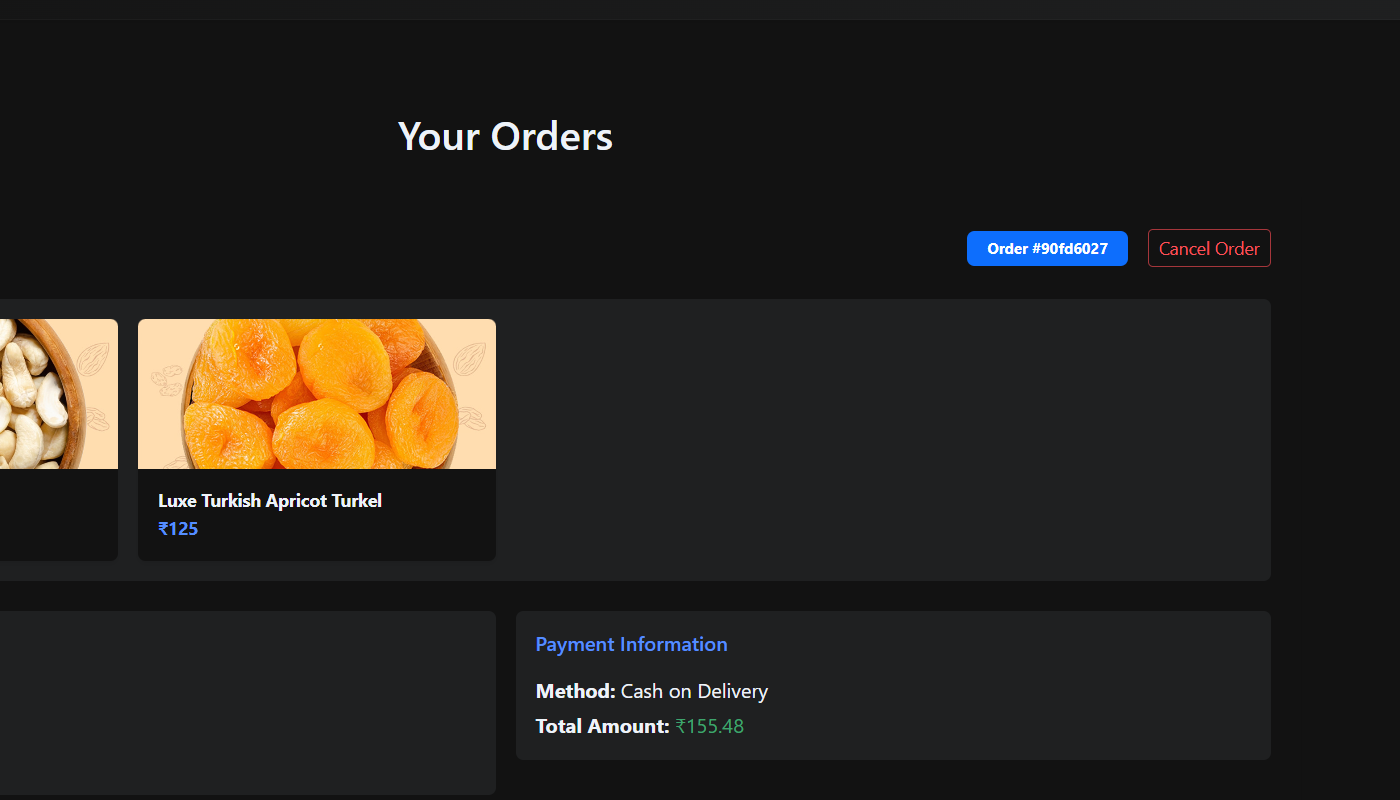 Your Orders
Order #90fd6027
Cancel Order
Luxe Turkish Apricot Turkel
₹125
Payment Information
Method: Cash on Delivery
Total Amount: ₹155.48